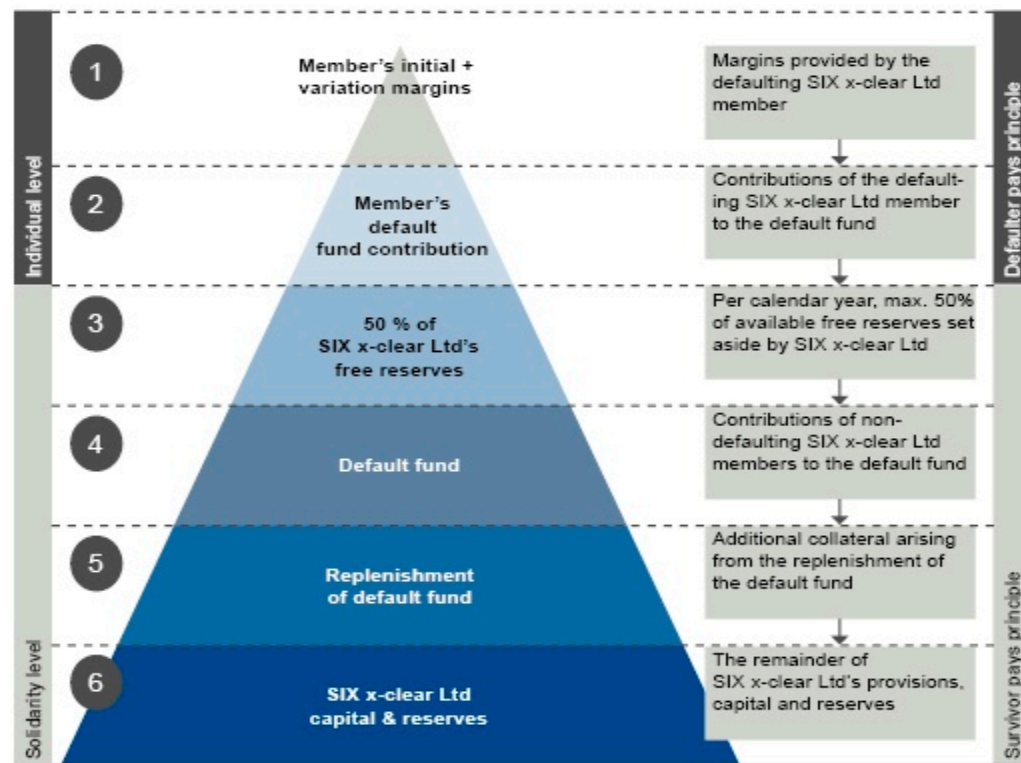 Individual level
Solidarity level
1
Member's initial +
variation margins
Margins provided by the
defaulting SIX x-clear Ltd
member
2
Member's
default
fund contribution
Contributions of the default-
ing SIX x-clear Ltd member
to the default fund
3
50 % of
SIX x-clear Ltd's
free reserves
Per calendar year, max. 50%
of available free reserves set
aside by SIX x-clear Ltd
4
Default fund
Contributions of non-
defaulting SIX x-clear Ltd
members to the default fund
5
Replenishment
of default fund
Additional collateral arising
from the replenishment of
the default fund
6
SIX x-clear Ltd
capital & reserves
The remainder of
SIX x-clear Ltd's provisions,
capital and reserves
Defaulter pays principle
Survivor pays principle